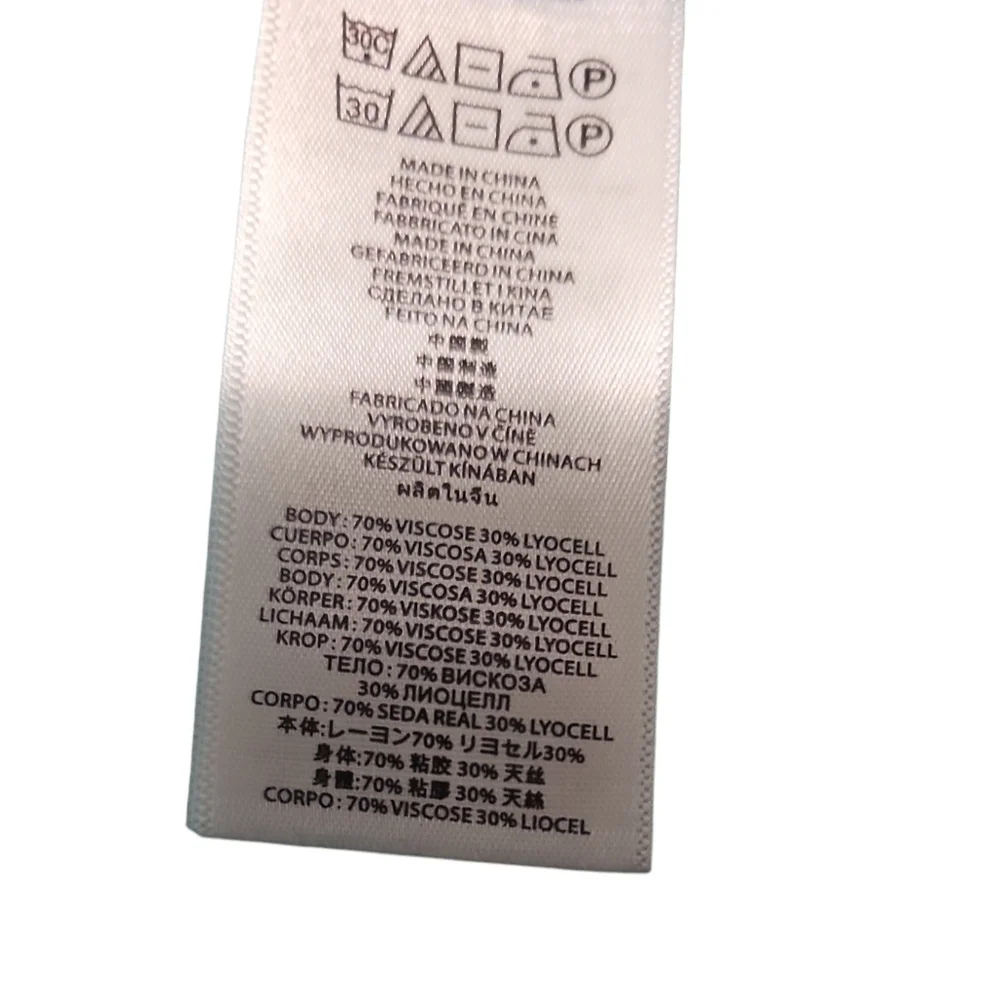 30C P
30 P
MADE IN CHINA
HECHO EN CHINA
FABRIQUÉ EN CHINE
FABBRICATO IN CINA
MADE IN CHINA
GEFABRICEERD IN CHINA
FREMSTILLET I KINA
СДЕЛАНО В КИТАЕ
FEITO NA CHINA
中国製
中国制造
中國製造
FABRICADO NA CHINA
VYROBENO V ČÍNĚ
WYPRODUKOWANO W CHINACH
KÉSZÜLT KÍNÁBAN
ผลิตในจีน
BODY : 70% VISCOSE 30% LYOCELL
CUERPO : 70% VISCOSA 30% LYOCELL
CORPS : 70% VISCOSE 30% LYOCELL
BODY : 70% VISCOSA 30% LYOCELL
KÖRPER : 70% VISKOSE 30% LYOCELL
LICHAAM : 70% VISCOSE 30% LYOCELL
KROP : 70% VISCOSE 30% LYOCELL
ТЕЛО : 70% ВИСКОЗА
30% ЛИОЦЕЛЛ
CORPO : 70% SEDA REAL 30% LYOCELL
本体:レーヨン70% リヨセル30%
身体:70% 粘胶 30% 天丝
身體:70% 粘膠 30% 天絲
CORPO : 70% VISCOSE 30% LIOCEL